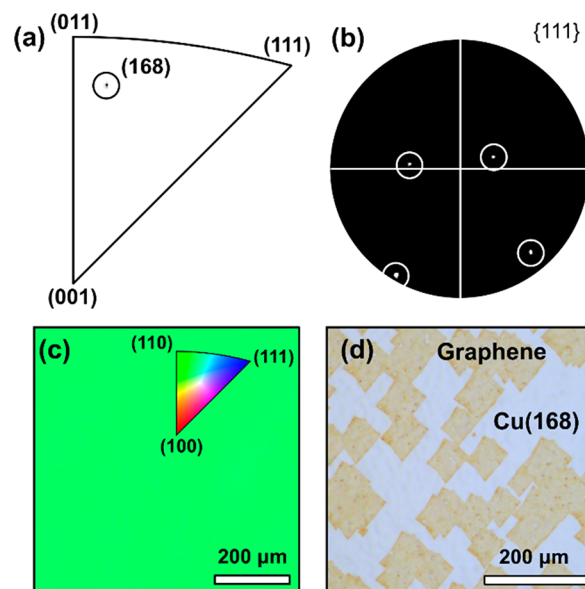 (a)
(011)
(111)
(168)
(001)
(b)
{111}
(c)
(110)
(111)
(100)
200 μm
(d)
Graphene
Cu(168)
200 μm